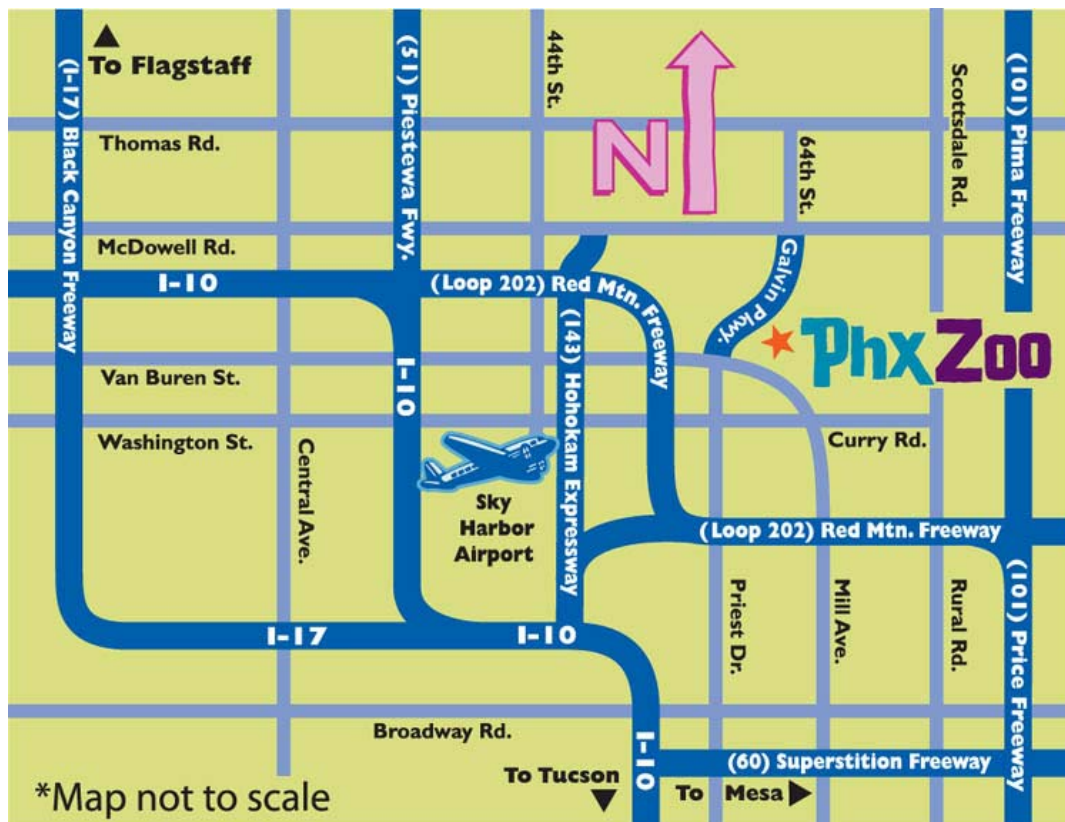 To Flagstaff
(I-17) Black Canyon Freeway
(51) Piestewa Fwy.
44th St.
N
64th St.
Scottsdale Rd.
(101) Pima Freeway
Thomas Rd.
McDowell Rd.
I-10
(Loop 202) Red Mtn. Freeway
Galvin Pkwy.
PhxZoo
Van Buren St.
I-10
(143) Hohokam Expressway
Washington St.
Curry Rd.
Central Ave.
Sky
Harbor
Airport
(Loop 202) Red Mtn. Freeway
Priest Dr.
Mill Ave.
Rural Rd.
(101) Price Freeway
I-17
I-10
Broadway Rd.
I-10
(60) Superstition Freeway
To Tucson
To Mesa
*Map not to scale